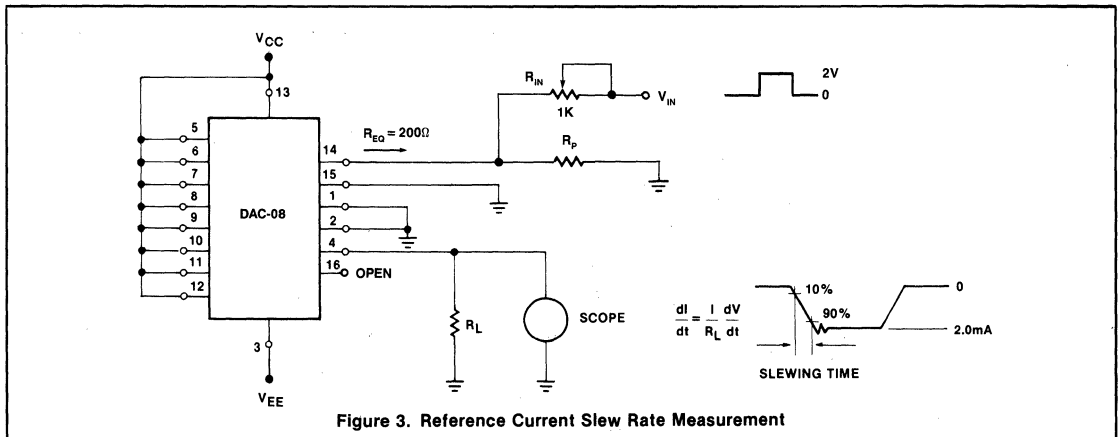 V_CC
13
5
6
7
8
9
10
11
12
DAC-08
14
15
1
2
4
16
OPEN
3
V_EE
R_EQ = 200Ω
R_IN
1K
V_IN
R_P
2V
0
R_L
SCOPE
dI/dt = I/R_L dV/dt
10%
90%
0
2.0mA
SLEWING TIME
Figure 3. Reference Current Slew Rate Measurement